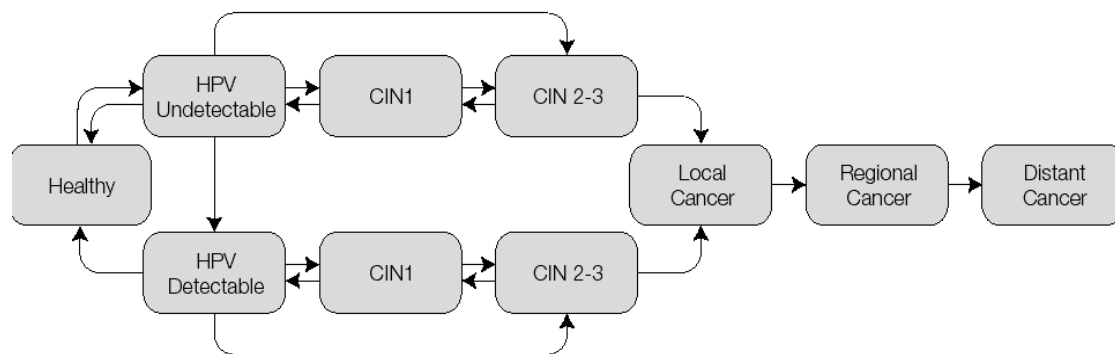 HPV
Undetectable
CIN1
CIN 2-3
Healthy
Local
Cancer
Regional
Cancer
Distant
Cancer
HPV
Detectable
CIN1
CIN 2-3